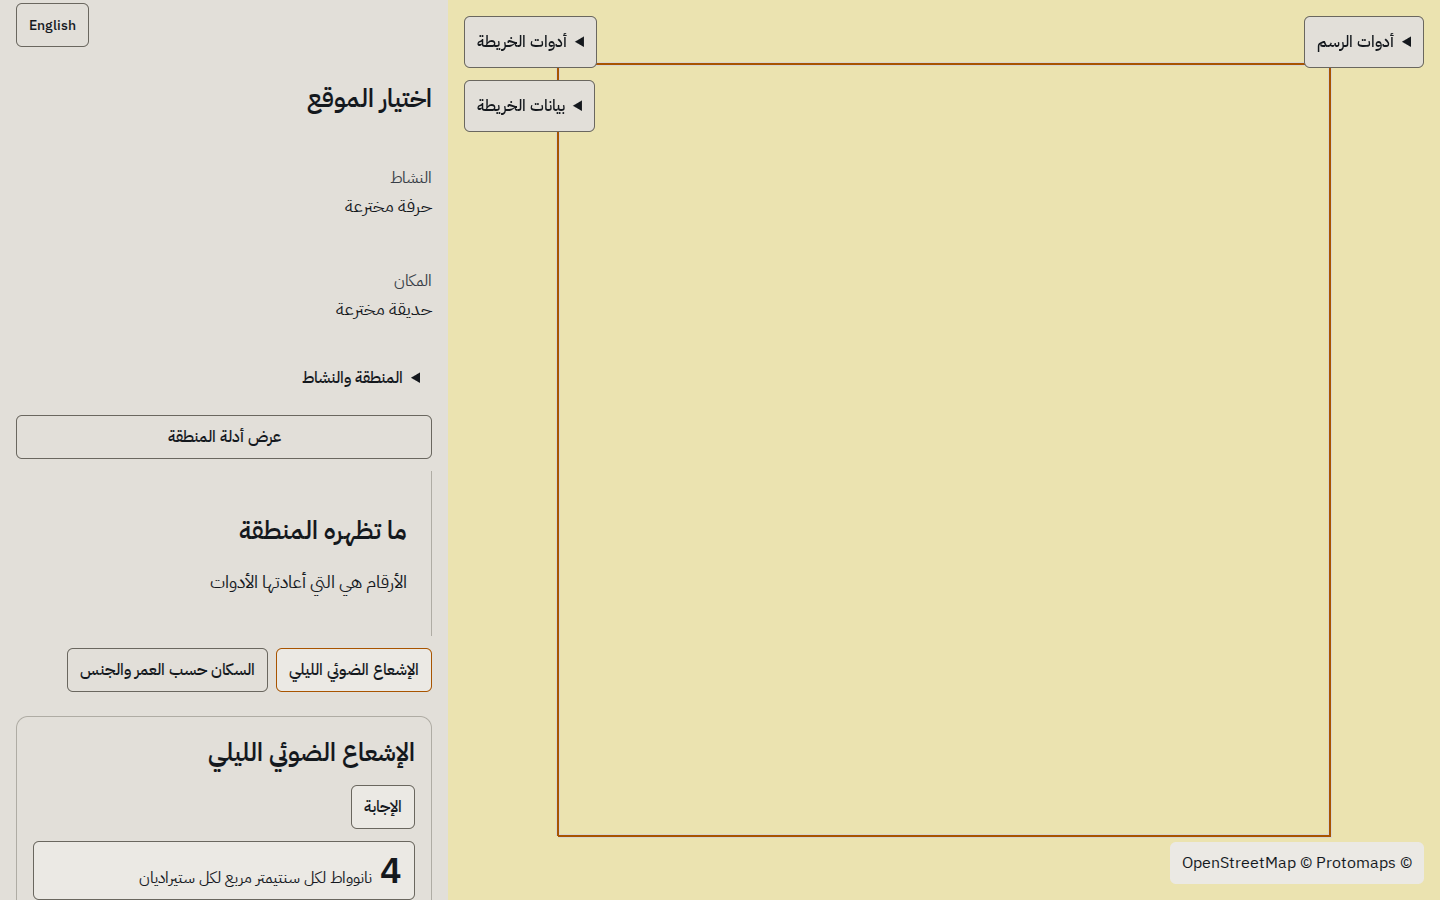 English
اختيار الموقع
النشاط
حرفة مخترعة
المكان
حديقة مخترعة
المنطقة والنشاط
عرض أدلة المنطقة
ما تظهره المنطقة
الأرقام هي التي أعادتها الأدوات
الإشعاع الضوئي الليلي
السكان حسب العمر والجنس
الإشعاع الضوئي الليلي
الإجابة
4 نانوواط لكل سنتيمتر مربع لكل ستيراديان
أدوات الرسم
أدوات الخريطة
بيانات الخريطة
OpenStreetMap © Protomaps ©